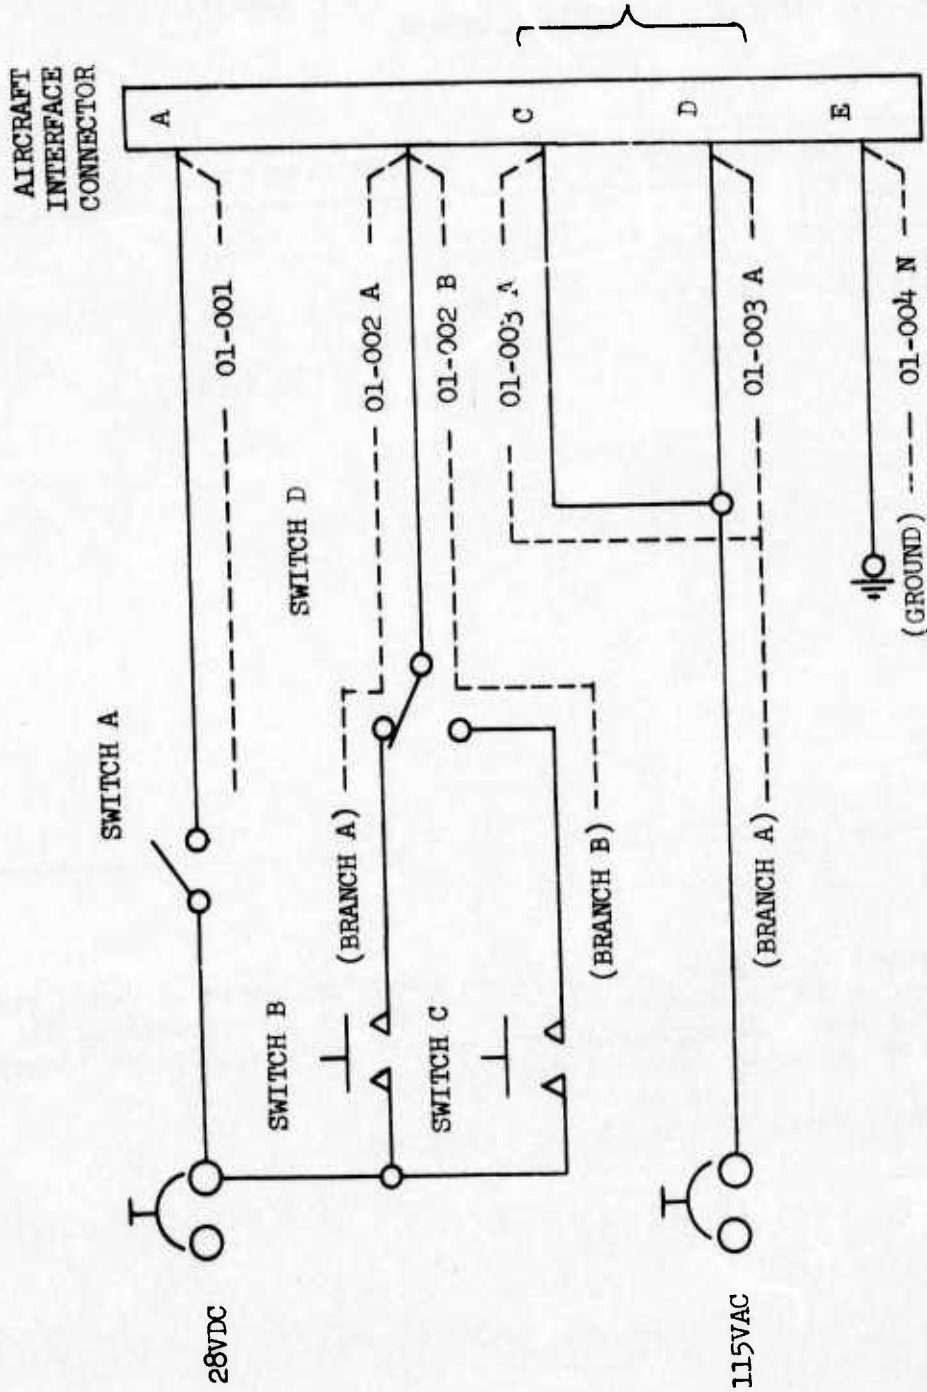 AIRCRAFT
INTERFACE
CONNECTOR
A
C
D
E
01-001
01-002 A
01-002 B
01-003 A
01-003 A
01-004 N
(GROUND)
SWITCH A
SWITCH D
(BRANCH A)
(BRANCH B)
(BRANCH A)
SWITCH B
SWITCH C
28VDC
115VAC